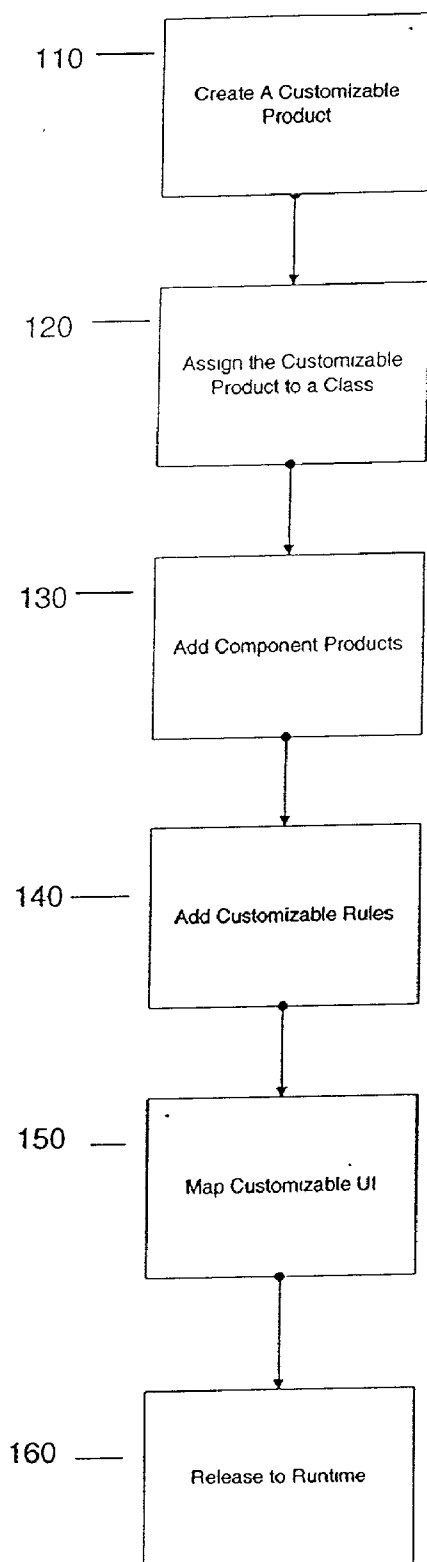 110
Create A Customizable
Product
120
Assign the Customizable
Product to a Class
130
Add Component Products
140
Add Customizable Rules
150
Map Customizable UI
160
Release to Runtime